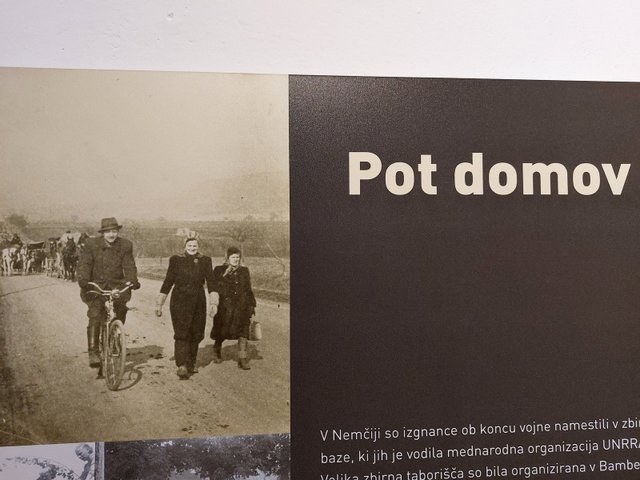 Pot domov
V Nemčiji so izgnance ob koncu vojne namestili v
baze, ki jih je vodila mednarodna organizacija
Velika zbirna taborišča so bila organizirana v